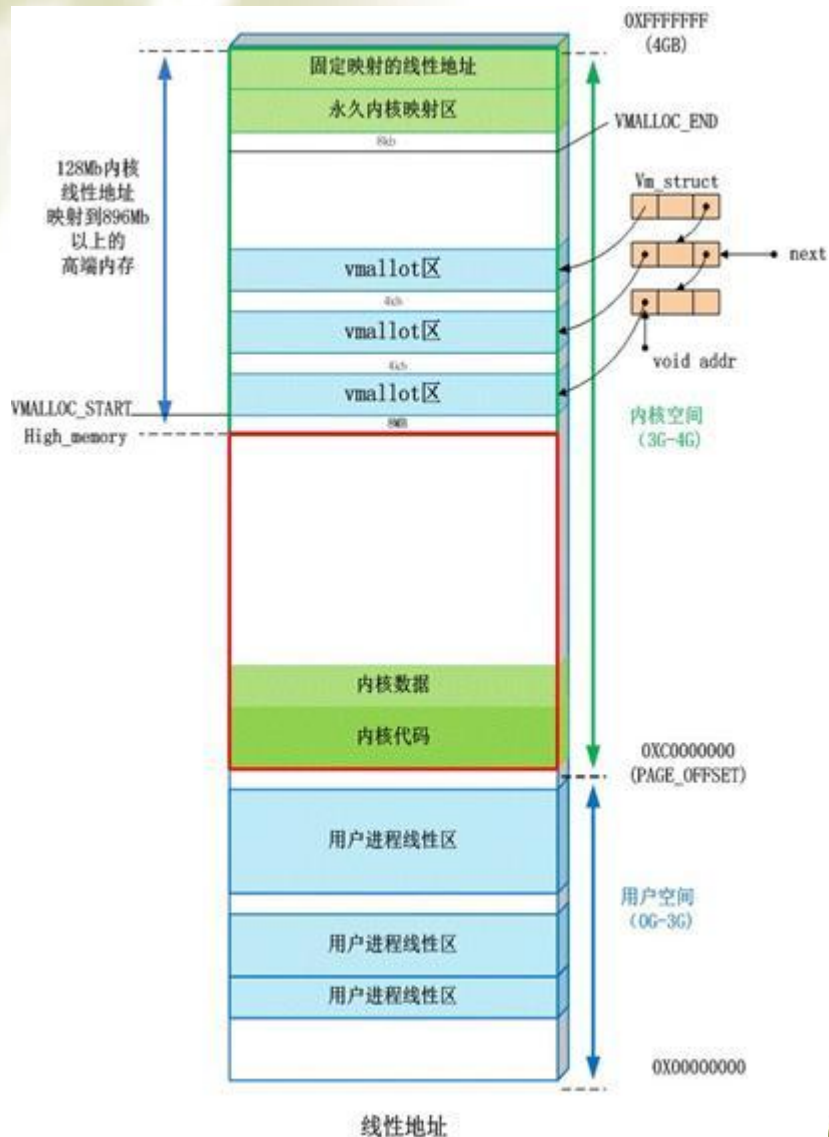 0XFFFFFFF
(4GB)
固定映射的线性地址
永久内核映射区
8kb
VMALLOC_END
128Mb内核
线性地址
映射到896Mb
以上的
高端内存
Vm_struct
vmallot区
next
4kb
vmallot区
4kb
void addr
vmallot区
VMALLOC_START
8MB
High_memory
内核空间
(3G-4G)
内核数据
内核代码
0XC0000000
(PAGE_OFFSET)
用户进程线性区
用户空间
(0G-3G)
用户进程线性区
用户进程线性区
0X00000000
线性地址